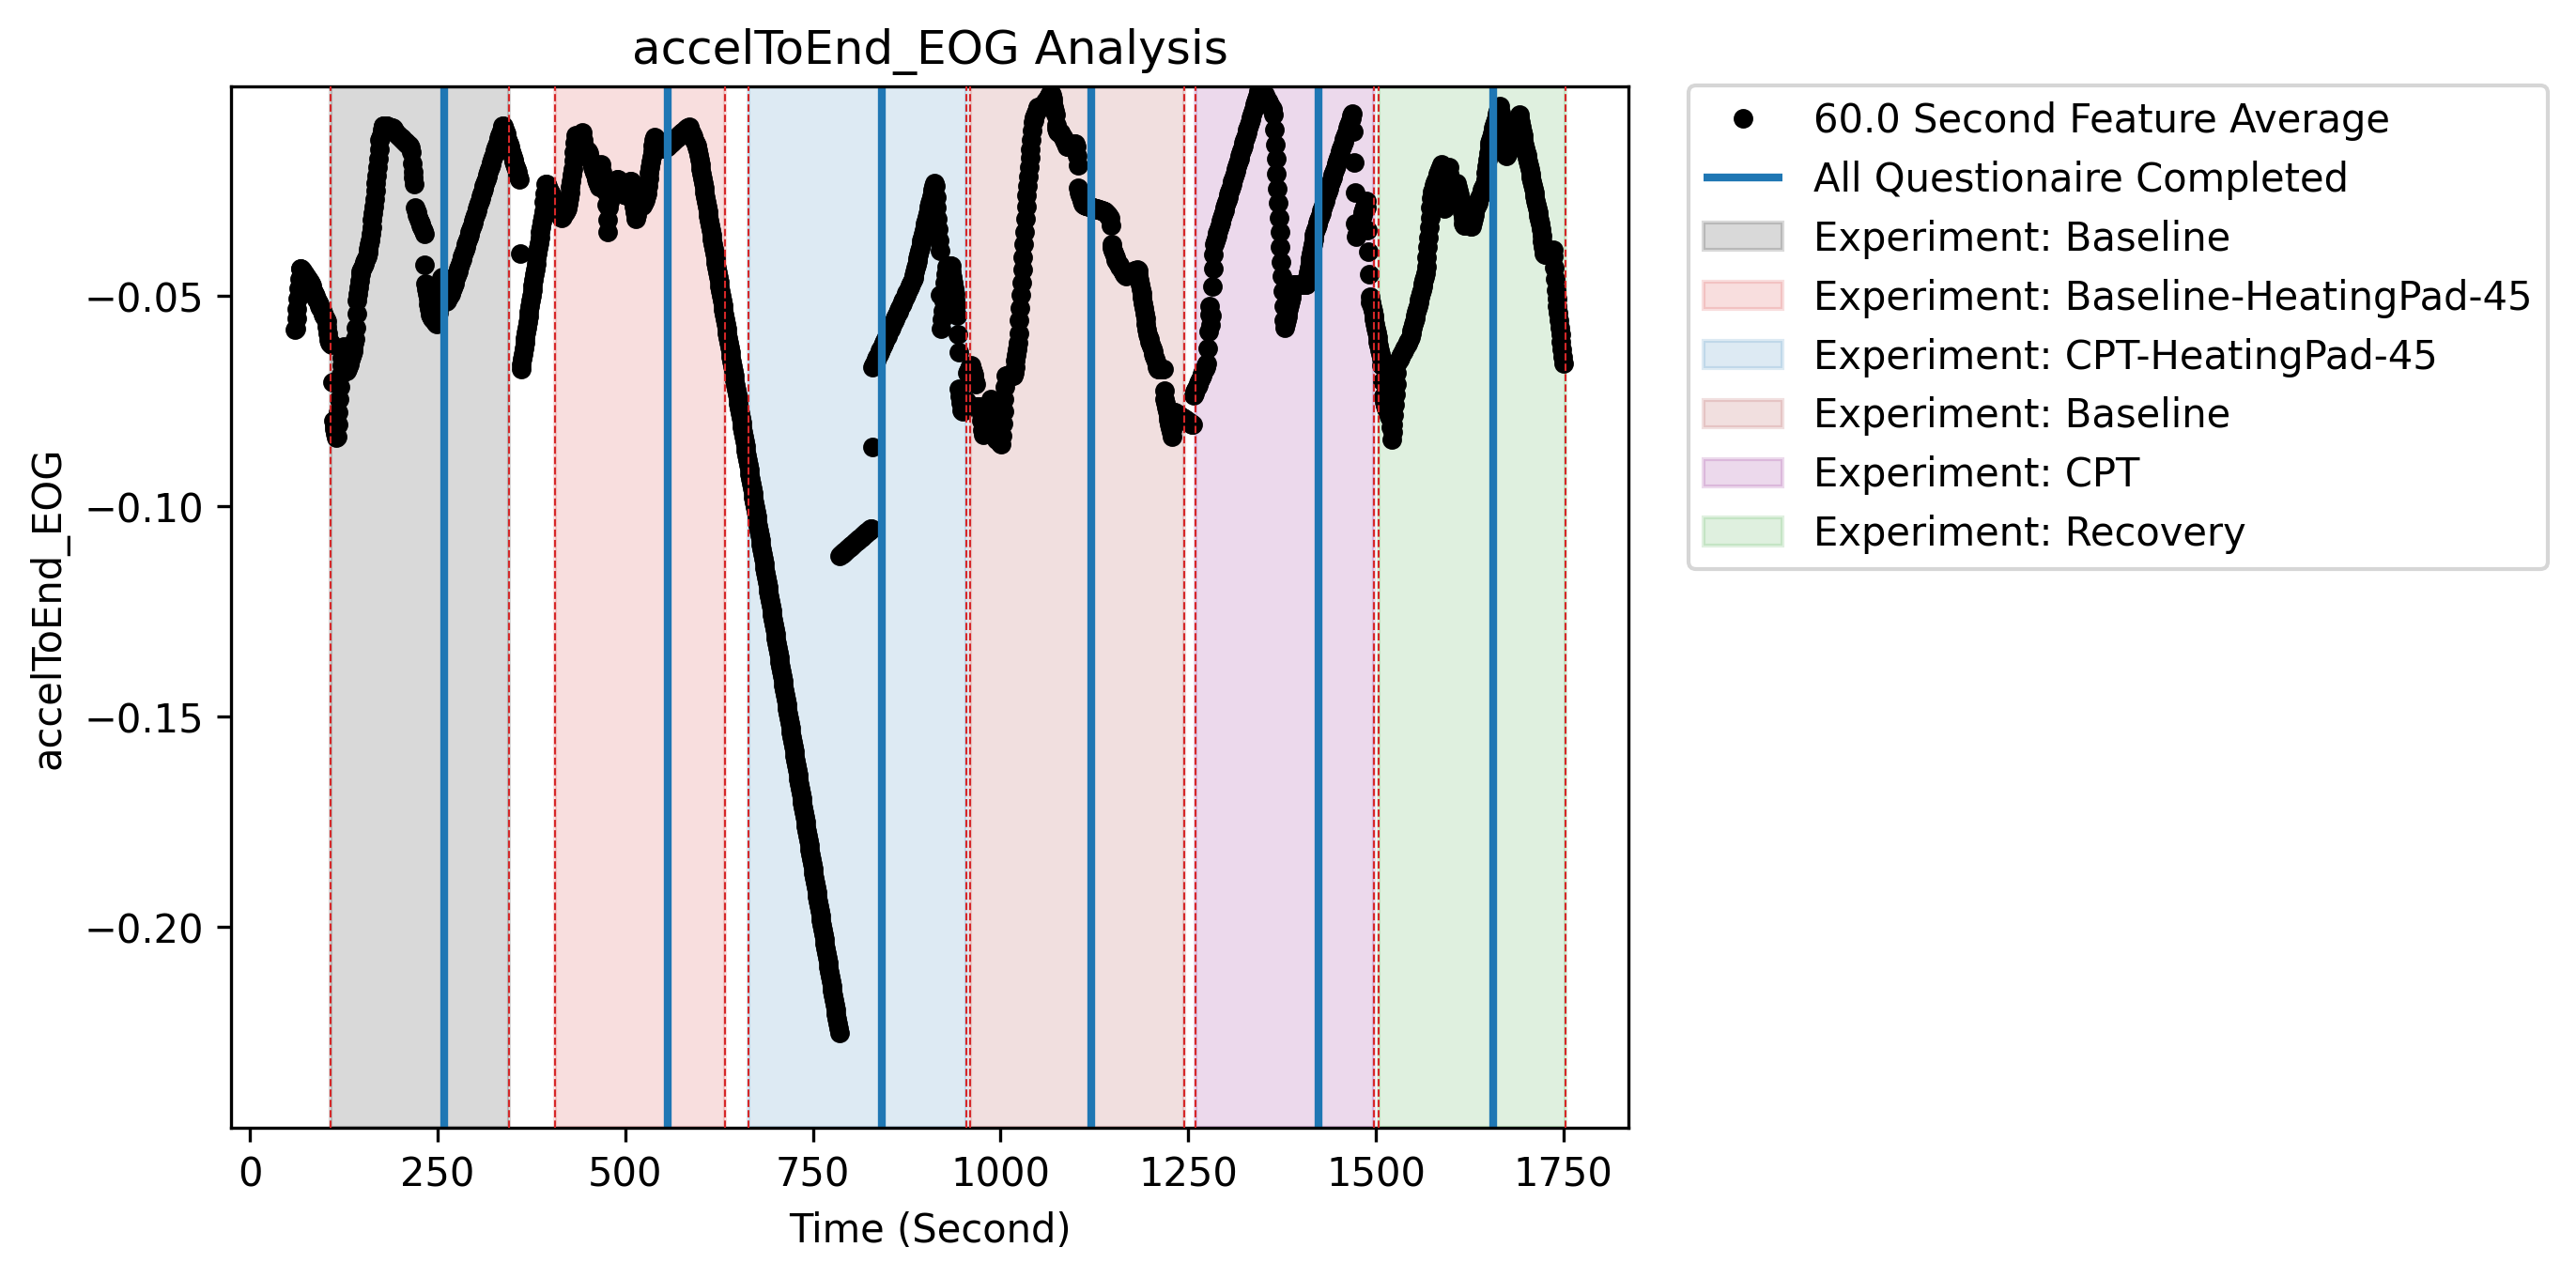 accelToEnd_EOG Analysis
60.0 Second Feature Average
All Questionaire Completed
Experiment: Baseline
Experiment: Baseline-HeatingPad-45
Experiment: CPT-HeatingPad-45
Experiment: Baseline
Experiment: CPT
Experiment: Recovery
accelToEnd_EOG
−0.05
−0.10
−0.15
−0.20
0 250 500 750 1000 1250 1500 1750
Time (Second)